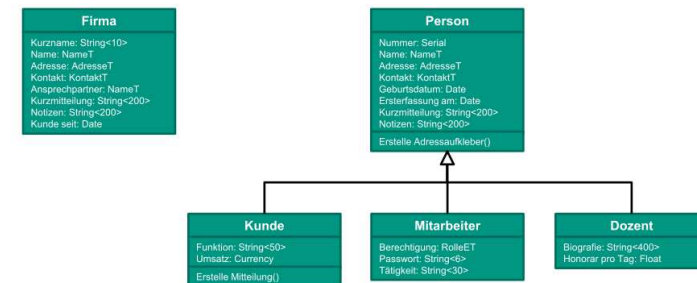 Firma
Kurzname: String<10>
Name: NameT
Adresse: AdresseT
Kontakt: KontaktT
Ansprechpartner: NameT
Kurzmitteilung: String<200>
Notizen: String<200>
Kunde seit: Date
Person
Nummer: Serial
Name: NameT
Adresse: AdresseT
Kontakt: KontaktT
Geburtsdatum: Date
Ersterfassung am: Date
Kurzmitteilung: String<200>
Notizen: String<200>
Erstelle Adressaufkleber()
Kunde
Funktion: String<50>
Umsatz: Currency
Erstelle Mitteilung()
Mitarbeiter
Berechtigung: RolleET
Passwort: String<6>
Tätigkeit: String<30>
Dozent
Biografie: String<400>
Honorar pro Tag: Float